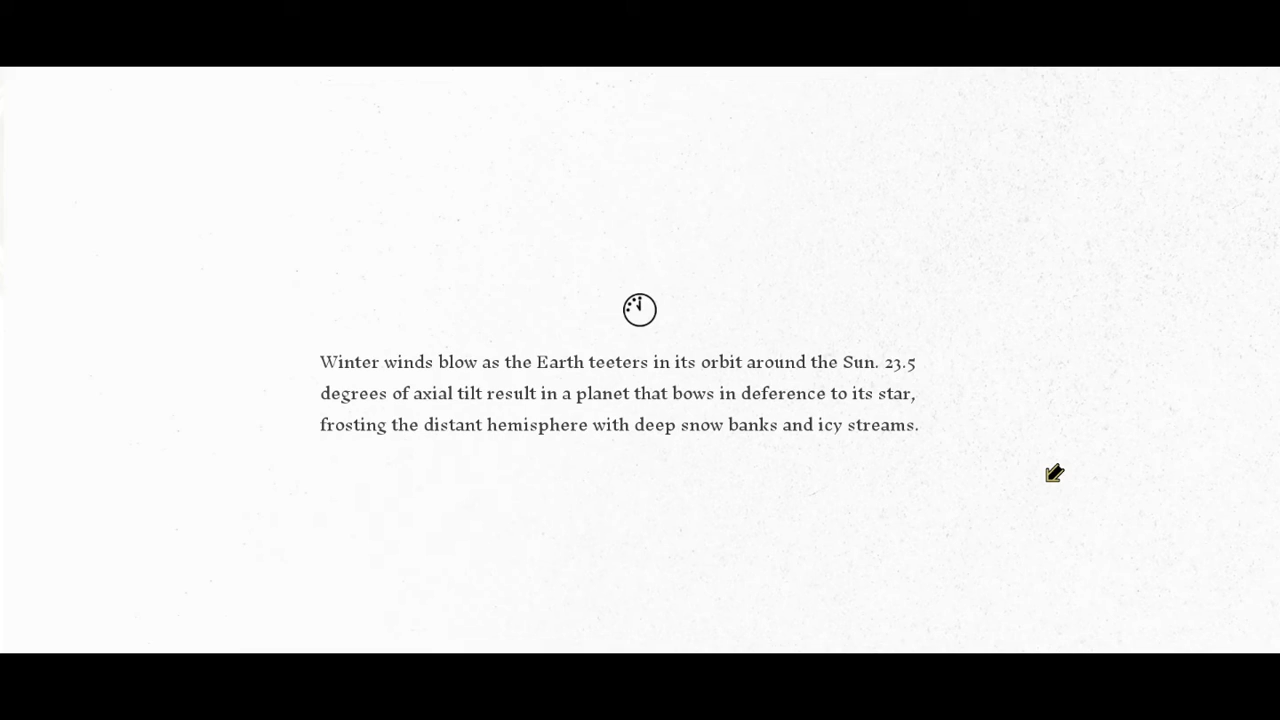 Winter winds blow as the Earth teeters in its orbit around the Sun. 23.5
degrees of axial tilt result in a planet that bows in deference to its star,
frosting the distant hemisphere with deep snow banks and icy streams.